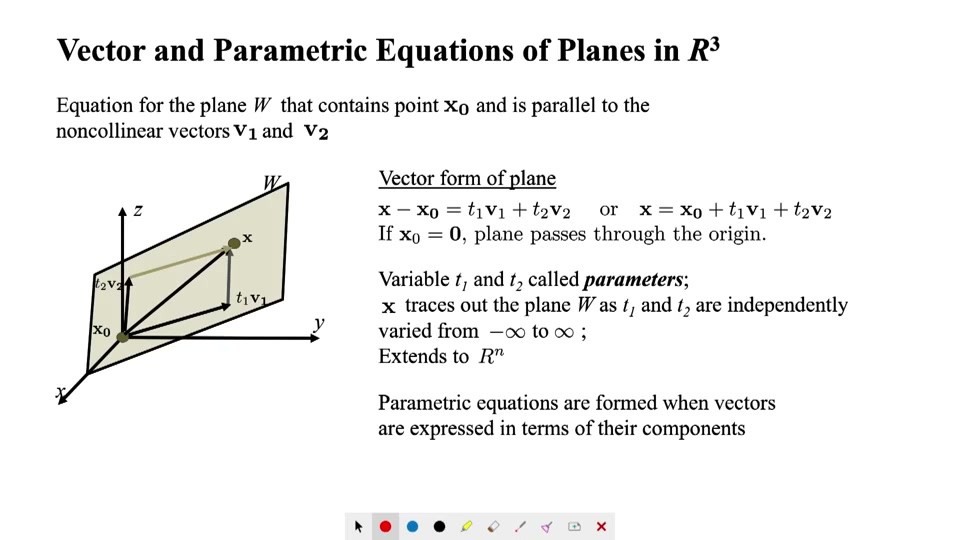 Vector and Parametric Equations of Planes in R³
Equation for the plane W that contains point x₀ and is parallel to the
noncollinear vectors v₁ and v₂
W
z
x
t₂v₂
t₁v₁
x₀
y
x
Vector form of plane
x − x₀ = t₁v₁ + t₂v₂ or x = x₀ + t₁v₁ + t₂v₂
If x₀ = 0, plane passes through the origin.
Variable t₁ and t₂ called parameters;
x traces out the plane W as t₁ and t₂ are independently
varied from −∞ to ∞ ;
Extends to Rⁿ
Parametric equations are formed when vectors
are expressed in terms of their components